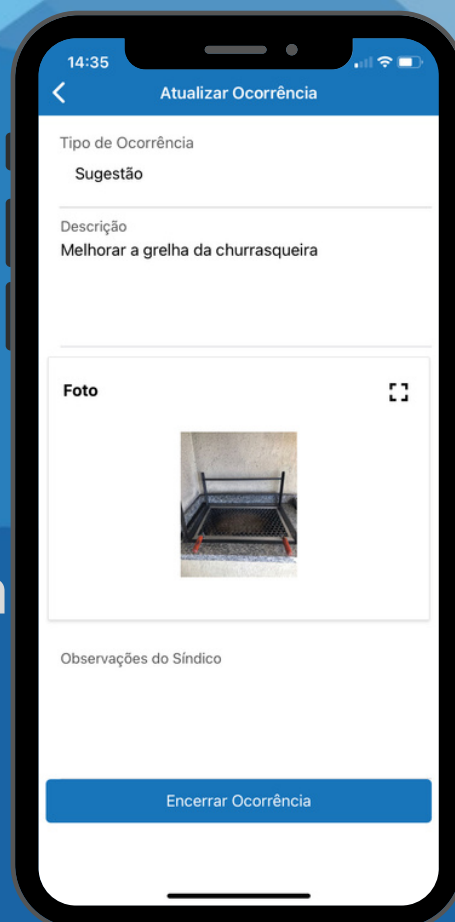 14:35
Atualizar Ocorrência
Tipo de Ocorrência
Sugestão
Descrição
Melhorar a grelha da churrasqueira
Foto
Observações do Síndico
Encerrar Ocorrência